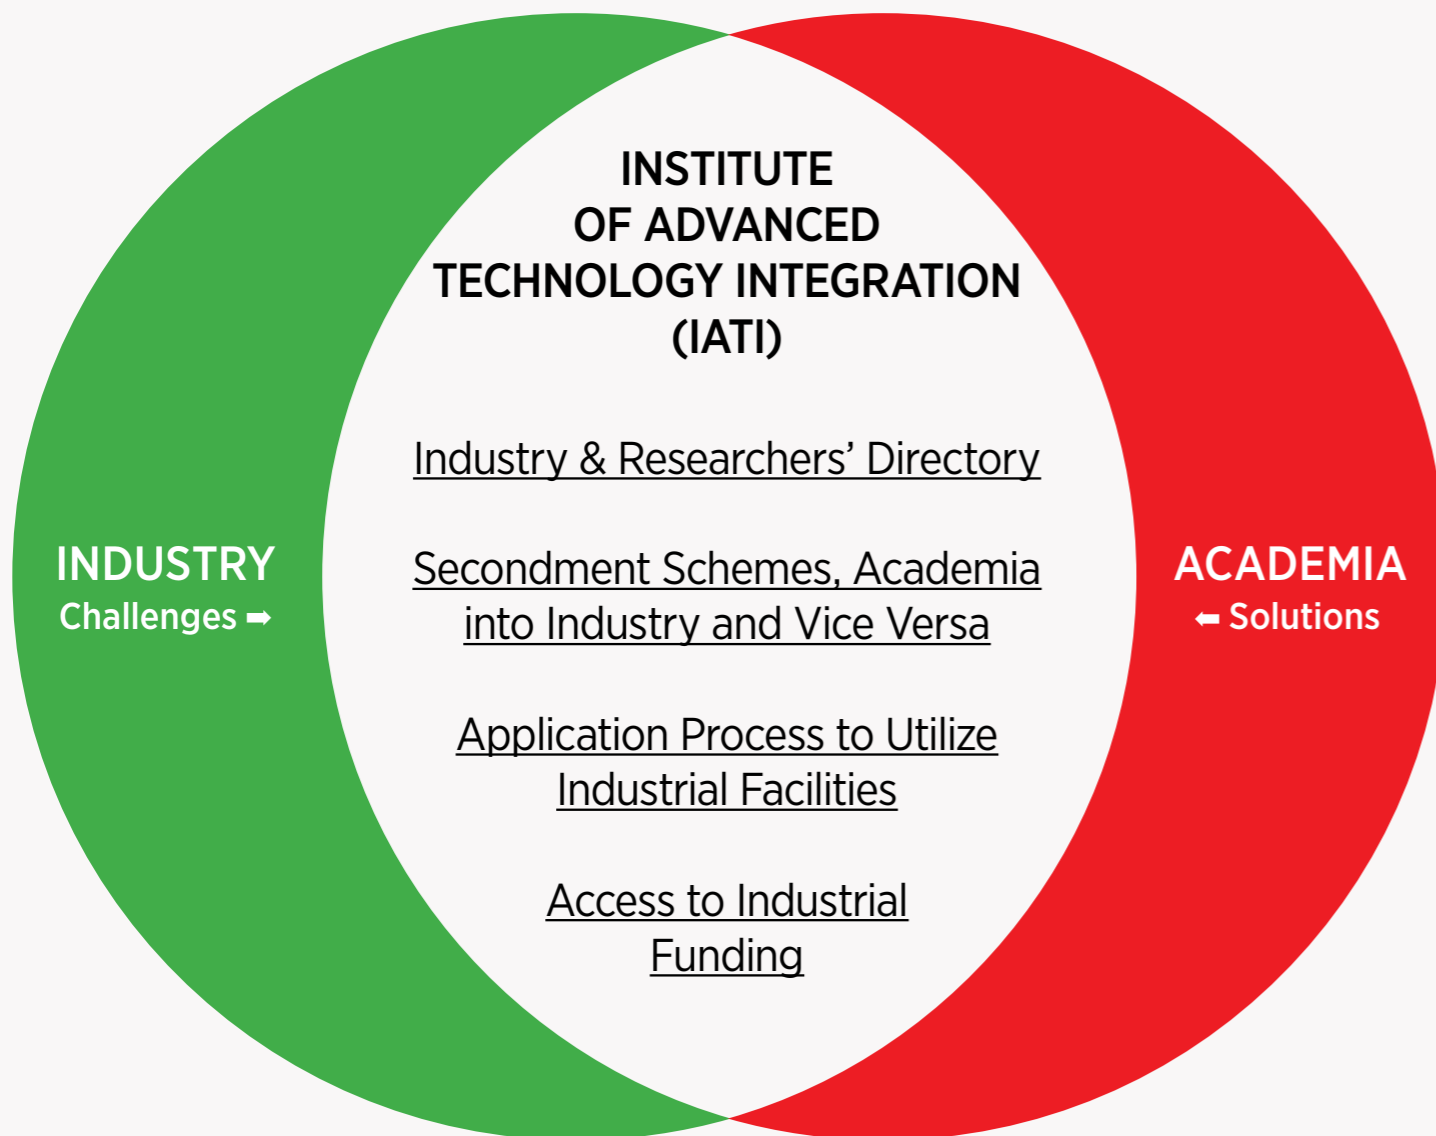 INSTITUTE
OF ADVANCED
TECHNOLOGY INTEGRATION
(IATI)
Industry & Researchers’ Directory
Secondment Schemes, Academia
into Industry and Vice Versa
Application Process to Utilize
Industrial Facilities
Access to Industrial
Funding
INDUSTRY
Challenges ➡
ACADEMIA
⬅ Solutions